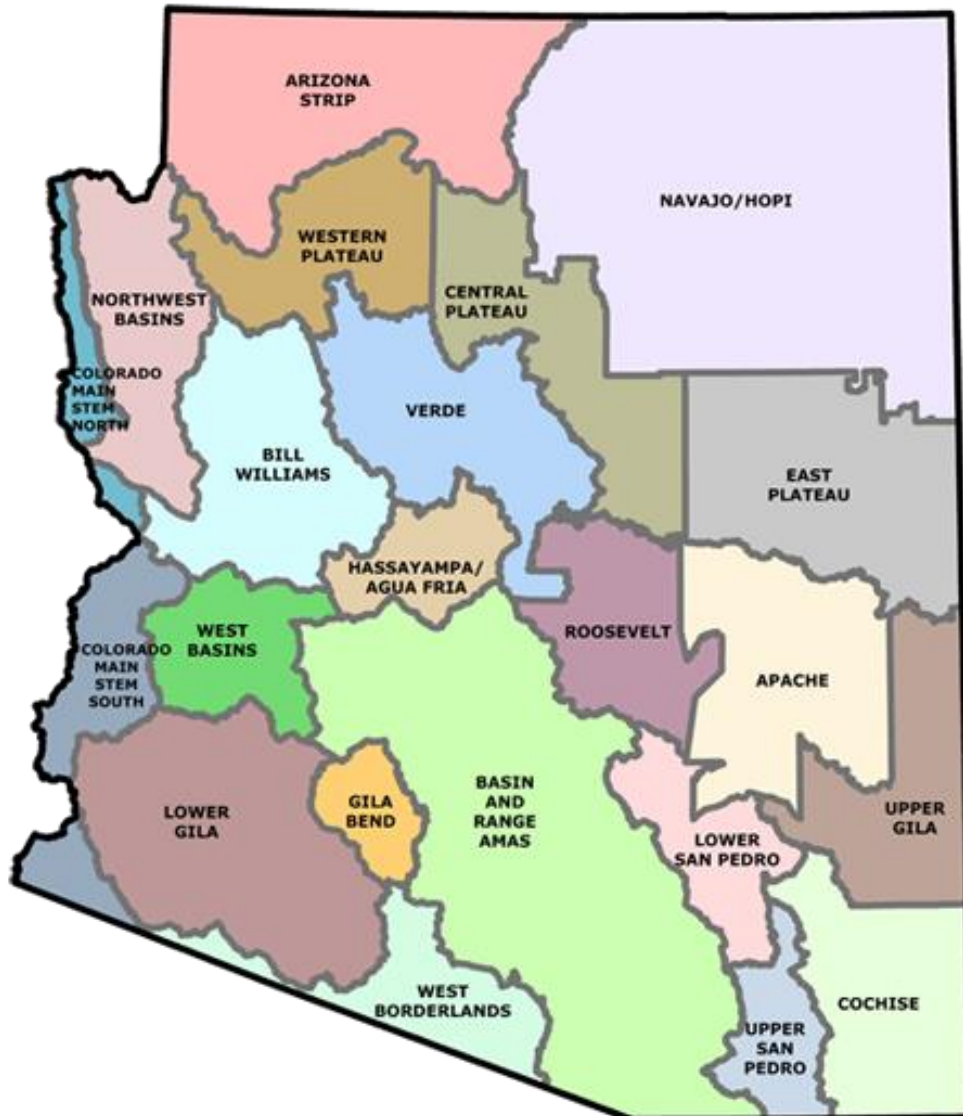 ARIZONA
STRIP
NAVAJO/HOPI
WESTERN
PLATEAU
NORTHWEST
BASINS
CENTRAL
PLATEAU
COLORADO
MAIN
STEM
NORTH
VERDE
BILL
WILLIAMS
EAST
PLATEAU
HASSAYAMPA/
AGUA FRIA
WEST
BASINS
ROOSEVELT
COLORADO
MAIN
STEM
SOUTH
APACHE
LOWER
GILA
GILA
BEND
BASIN
AND
RANGE
AMAS
UPPER
GILA
LOWER
SAN PEDRO
WEST
BORDERLANDS
COCHISE
UPPER
SAN
PEDRO